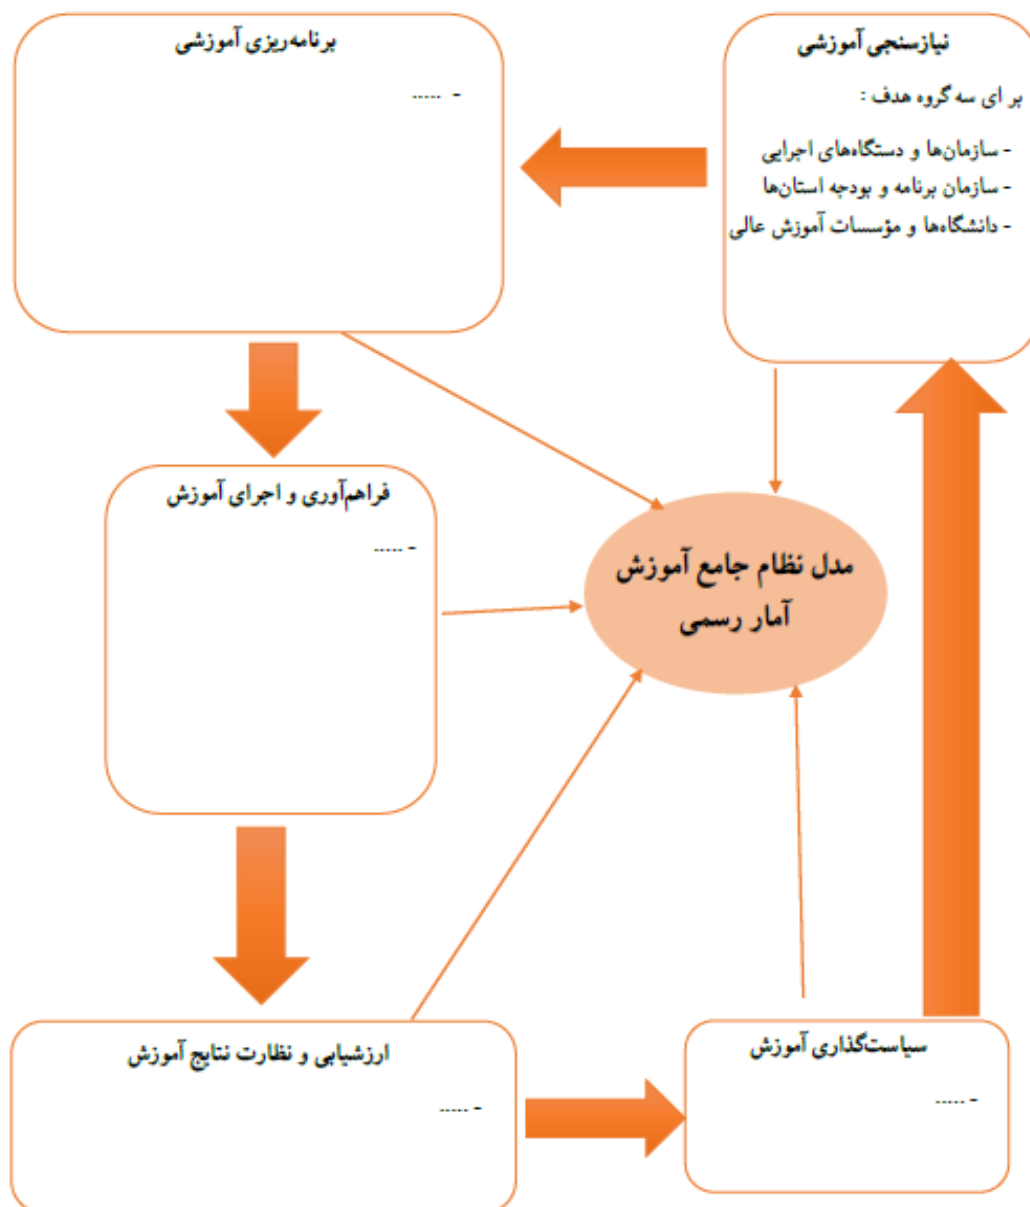 نیازسنجی آموزشی
بر ای سه گروه هدف :
- سازمان‌ها و دستگاه‌های اجرایی
- سازمان برنامه و بودجه استان‌ها
- دانشگاه‌ها و مؤسسات آموزش عالی
برنامه‌ریزی آموزشی
- .....
فراهم‌آوری و اجرای آموزش
- .....
مدل نظام جامع آموزش
آمار رسمی
ارزشیابی و نظارت نتایج آموزش
- .....
سیاست‌گذاری آموزش
- .....